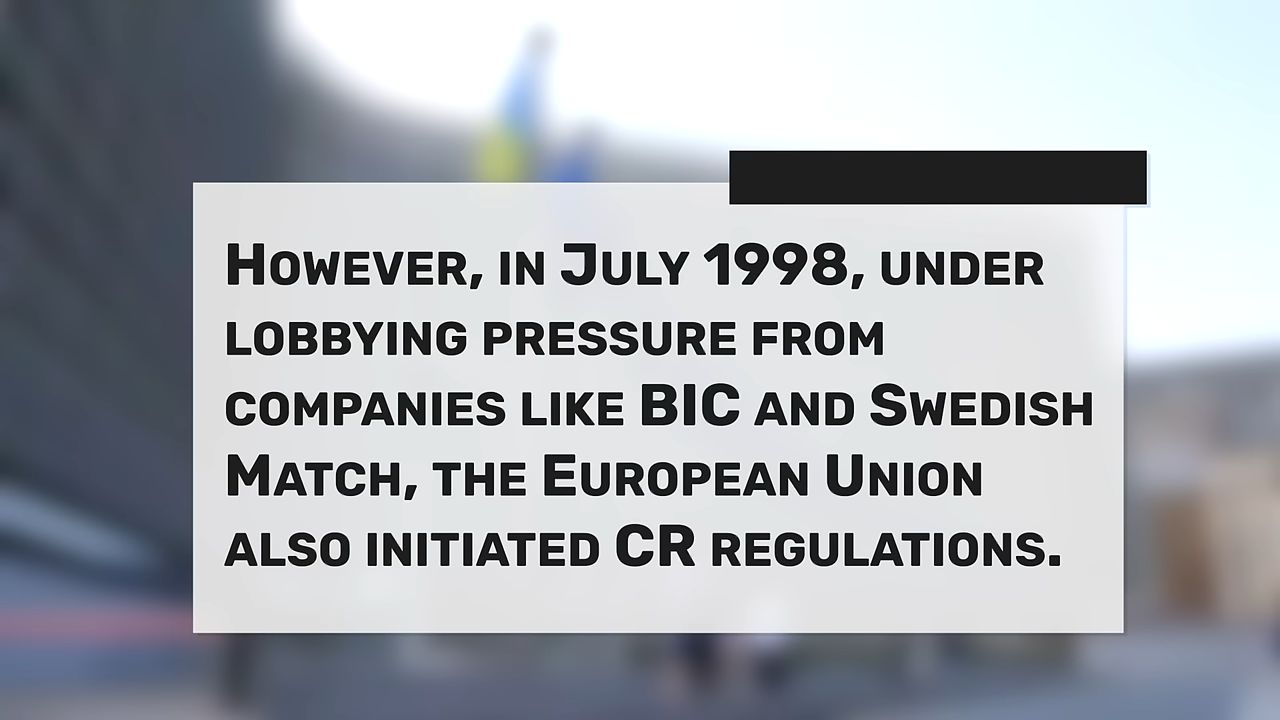 However, in July 1998, under
lobbying pressure from
companies like BIC and Swedish
Match, the European Union
also initiated CR regulations.